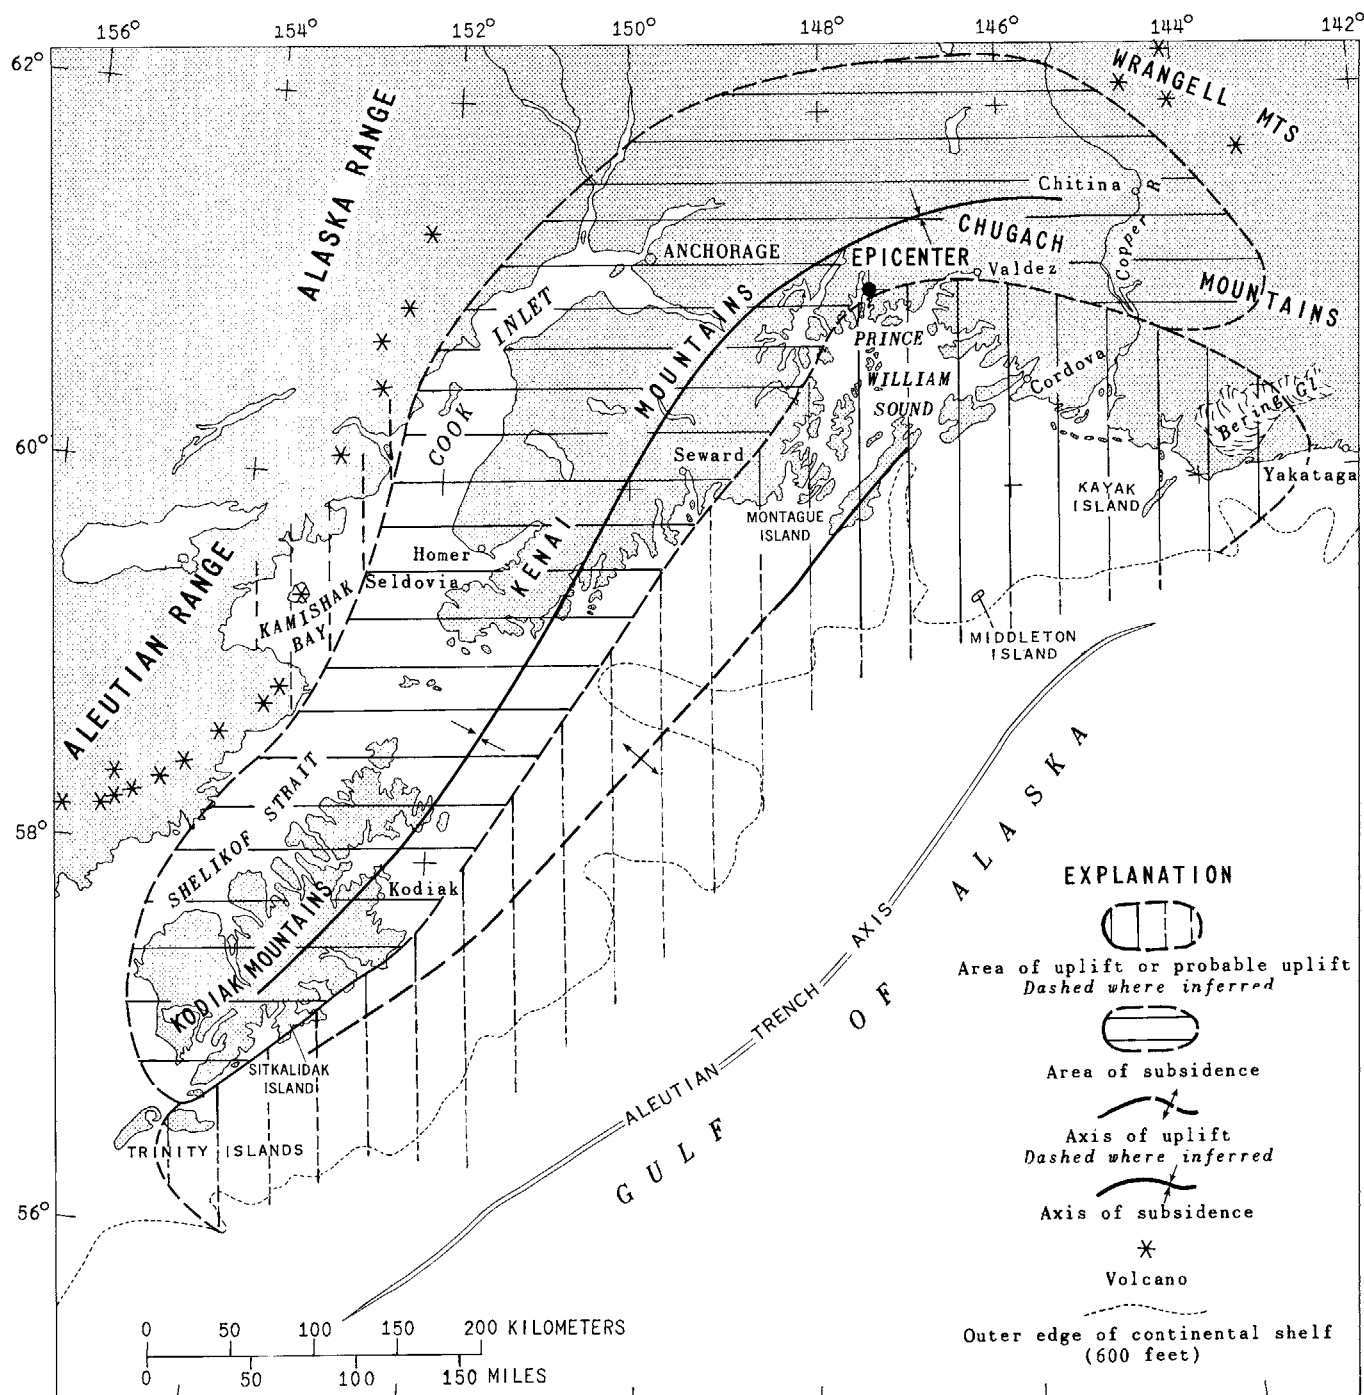 156° 154° 152° 150° 148° 146° 144° 142°
62°
WRANGELL MTS
ALASKA RANGE
Chitina
Copper R
CHUGACH
MOUNTAINS
ANCHORAGE
EPICENTER
Valdez
COOK INLET
PRINCE
WILLIAM
SOUND
Cordova
Bering Gl.
KENAI MOUNTAINS
60°
Seward
Yakataga
KAYAK
ISLAND
MONTAGUE
ISLAND
Homer
Seldovia
ALEUTIAN RANGE
KAMISHAK
BAY
MIDDLETON
ISLAND
SHELIKOF STRAIT
58°
Kodiak
KODIAK MOUNTAINS
SITKALIDAK
ISLAND
TRINITY ISLANDS
56°
ALEUTIAN TRENCH AXIS
GULF OF ALASKA
EXPLANATION
Area of uplift or probable uplift
Dashed where inferred
Area of subsidence
Axis of uplift
Dashed where inferred
Axis of subsidence
Volcano
Outer edge of continental shelf
(600 feet)
0 50 100 150 200 KILOMETERS
0 50 100 150 MILES